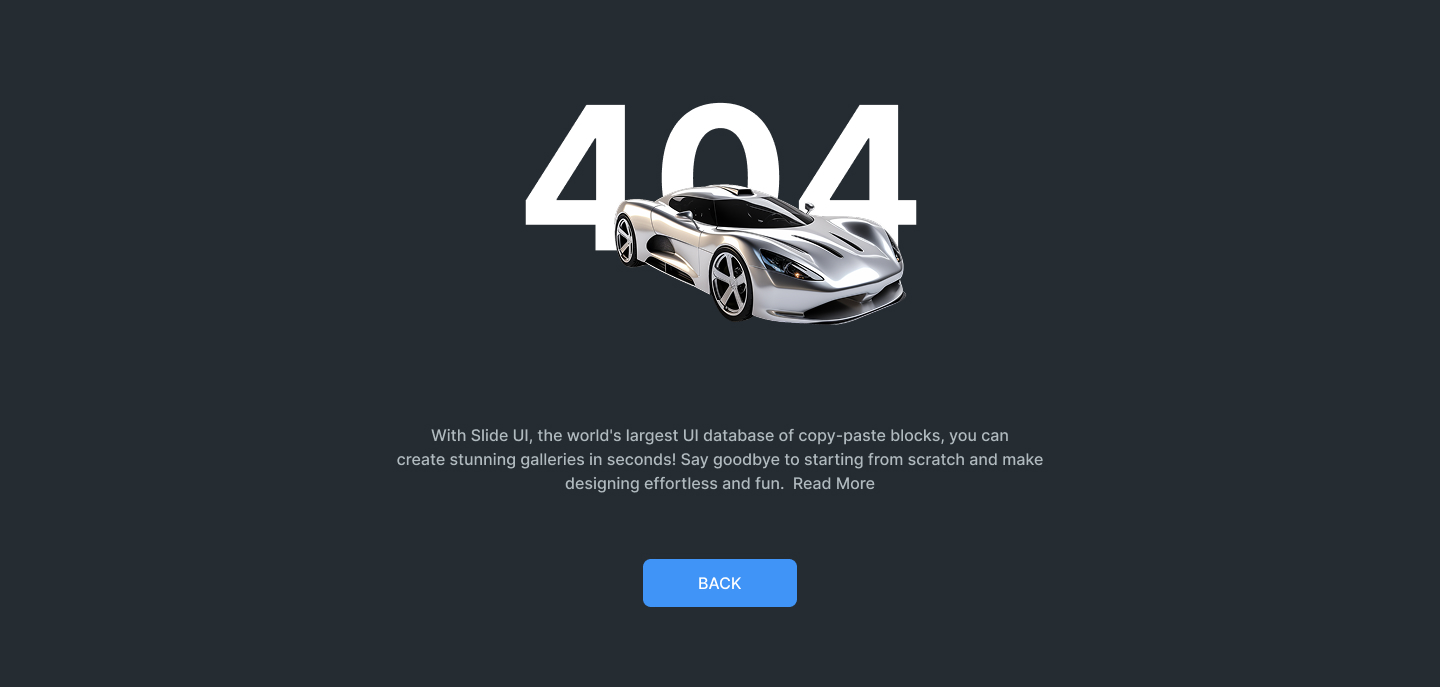 404
With Slide UI, the world's largest UI database of copy-paste blocks, you can
create stunning galleries in seconds! Say goodbye to starting from scratch and make
designing effortless and fun.  Read More
BACK